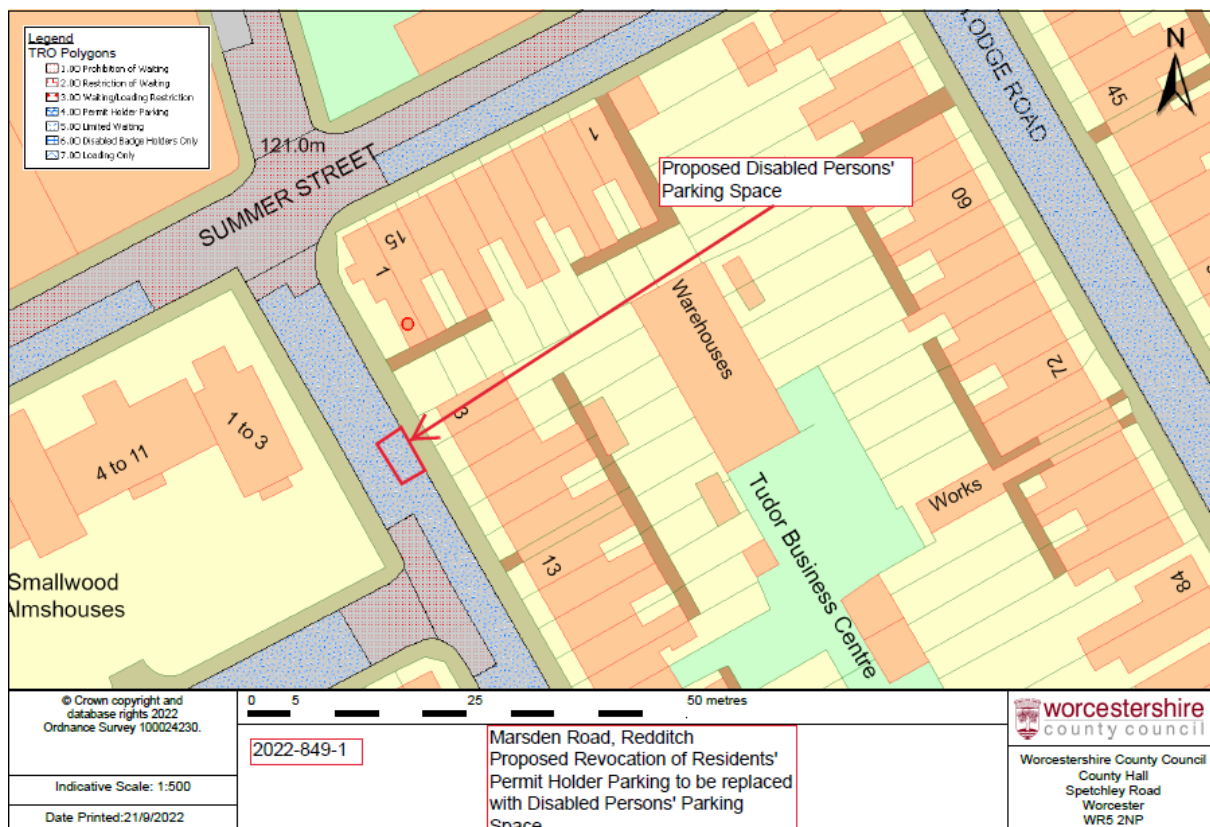 Legend
TRO Polygons
1.00 Prohibition of Waiting
2.00 Restriction of Waiting
3.00 Waiting/Loading Restriction
4.00 Permit Holder Parking
5.00 Limited Waiting
6.00 Disabled Badge Holders Only
7.00 Loading Only
N
LODGE ROAD
45
121.0m
SUMMER STREET
1
Proposed Disabled Persons'
Parking Space
15
1
60
Warehouses
3
72
1 to 3
4 to 11
Tudor Business Centre
Works
13
84
Smallwood
Almshouses
© Crown copyright and
database rights 2022
Ordnance Survey 100024230.
Indicative Scale: 1:500
Date Printed:21/9/2022
0 5 25 50 metres
2022-849-1
Marsden Road, Redditch
Proposed Revocation of Residents'
Permit Holder Parking to be replaced
with Disabled Persons' Parking
Space
worcestershire
county council
Worcestershire County Council
County Hall
Spetchley Road
Worcester
WR5 2NP